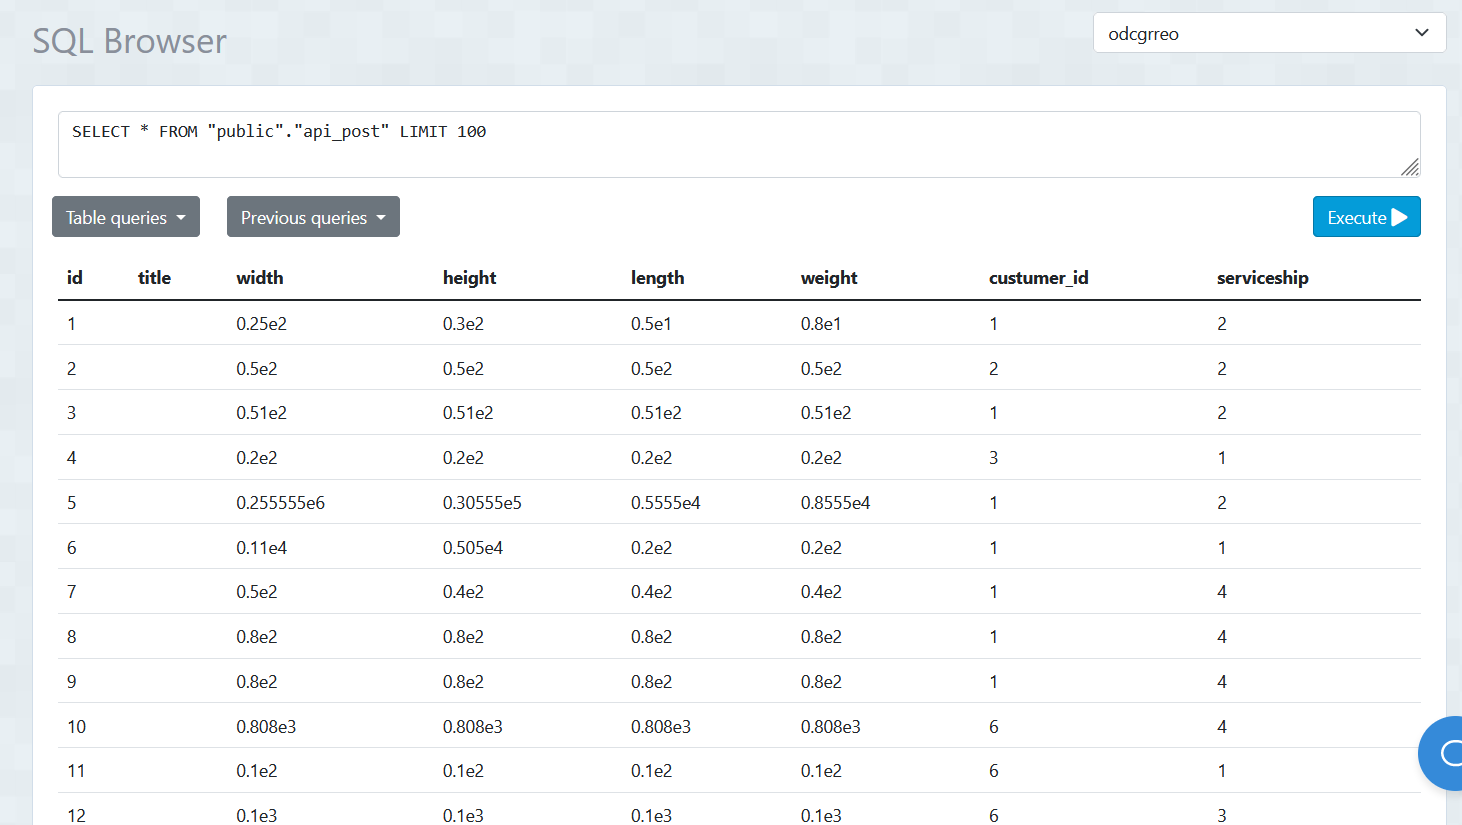 SQL Browser
odcgrreo
SELECT * FROM "public"."api_post" LIMIT 100
Table queries Previous queries Execute
id title width height length weight custumer_id serviceship
1 0.25e2 0.3e2 0.5e1 0.8e1 1 2
2 0.5e2 0.5e2 0.5e2 0.5e2 2 2
3 0.51e2 0.51e2 0.51e2 0.51e2 1 2
4 0.2e2 0.2e2 0.2e2 0.2e2 3 1
5 0.255555e6 0.30555e5 0.5555e4 0.8555e4 1 2
6 0.11e4 0.505e4 0.2e2 0.2e2 1 1
7 0.5e2 0.4e2 0.4e2 0.4e2 1 4
8 0.8e2 0.8e2 0.8e2 0.8e2 1 4
9 0.8e2 0.8e2 0.8e2 0.8e2 1 4
10 0.808e3 0.808e3 0.808e3 0.808e3 6 4
11 0.1e2 0.1e2 0.1e2 0.1e2 6 1
12 0.1e3 0.1e3 0.1e3 0.1e3 6 3